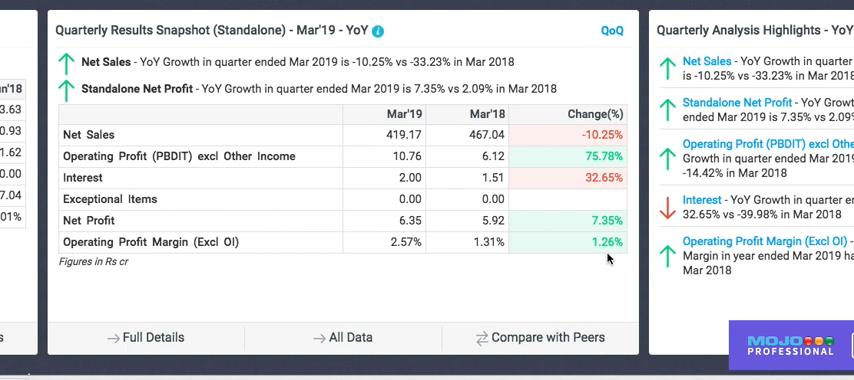 Quarterly Results Snapshot (Standalone) - Mar'19 - YoY
QoQ
Net Sales - YoY Growth in quarter ended Mar 2019 is -10.25% vs -33.23% in Mar 2018
Standalone Net Profit - YoY Growth in quarter ended Mar 2019 is 7.35% vs 2.09% in Mar 2018
Mar'19 Mar'18 Change(%)
Net Sales 419.17 467.04 -10.25%
Operating Profit (PBDIT) excl Other Income 10.76 6.12 75.78%
Interest 2.00 1.51 32.65%
Exceptional Items 0.00 0.00
Net Profit 6.35 5.92 7.35%
Operating Profit Margin (Excl OI) 2.57% 1.31% 1.26%
Figures in Rs cr
→ Full Details
→ All Data
Compare with Peers
n'18
3.63
0.93
1.62
0.00
7.04
01%
s
Quarterly Analysis Highlights - YoY
Net Sales - YoY Growth in quarter
is -10.25% vs -33.23% in Mar 2018
Standalone Net Profit - YoY Growth
ended Mar 2019 is 7.35% vs 2.09%
Operating Profit (PBDIT) excl Othe
Growth in quarter ended Mar 2019
-14.42% in Mar 2018
Interest - YoY Growth in quarter en
32.65% vs -39.98% in Mar 2018
Operating Profit Margin (Excl OI) -
Margin in year ended Mar 2019 ha
Mar 2018
MOJO
PROFESSIONAL